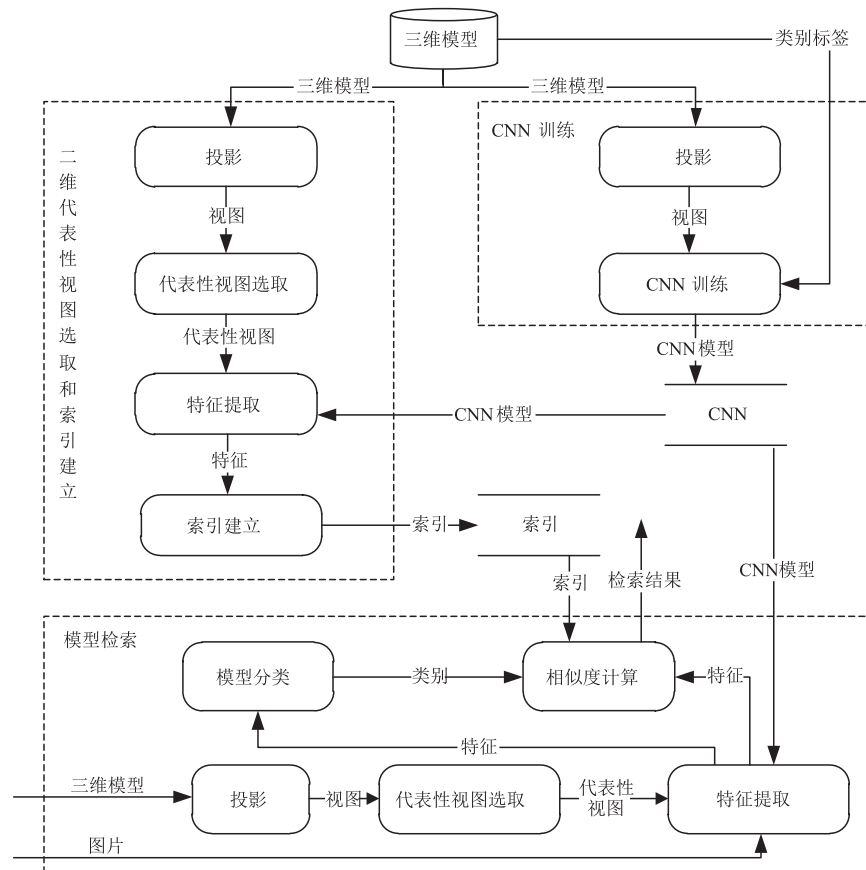 三维模型
类别标签
三维模型
三维模型
二维代表性视图选取和索引建立
投影
视图
代表性视图选取
代表性视图
特征提取
特征
索引建立
CNN 训练
投影
视图
CNN 训练
CNN模型
CNN
CNN模型
索引
索引
索引
检索结果
CNN模型
模型检索
模型分类
类别
相似度计算
特征
特征
三维模型
投影
视图
代表性视图选取
代表性
视图
特征提取
图片